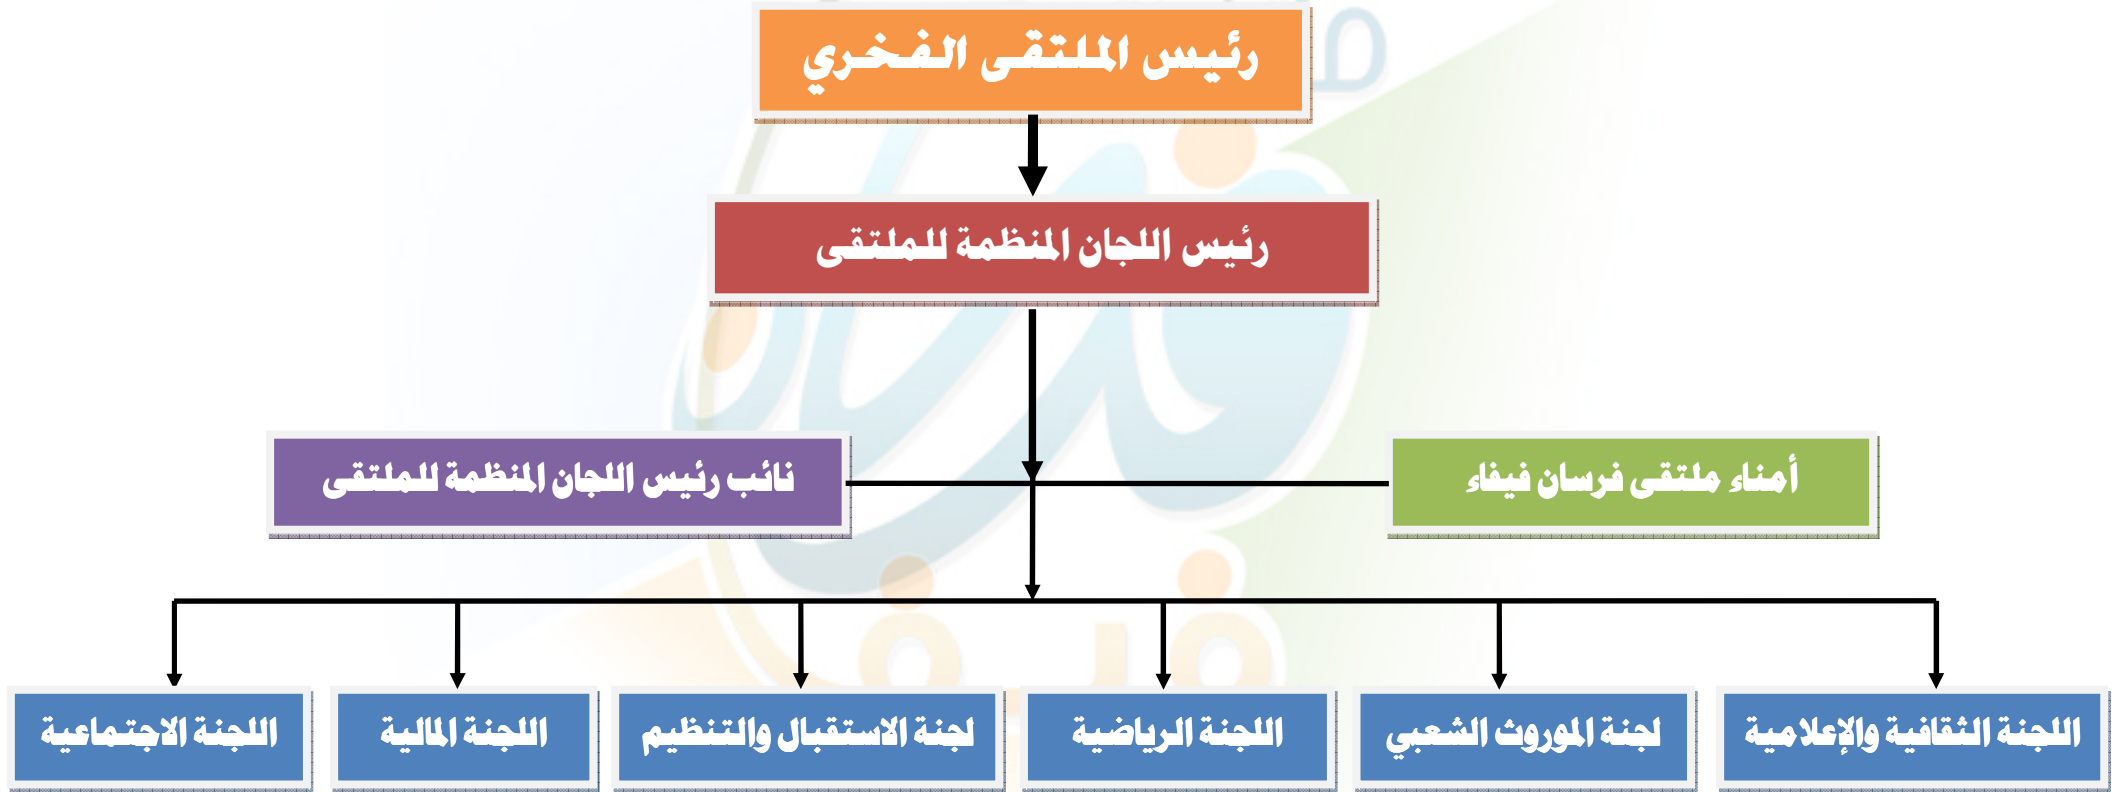 رئيس الملتقى الفخري
رئيس اللجان المنظمة للملتقى
أمناء ملتقى فرسان فيفاء
نائب رئيس اللجان المنظمة للملتقى
اللجنة الثقافية والإعلامية
لجنة الموروث الشعبي
اللجنة الرياضية
لجنة الاستقبال والتنظيم
اللجنة المالية
اللجنة الاجتماعية